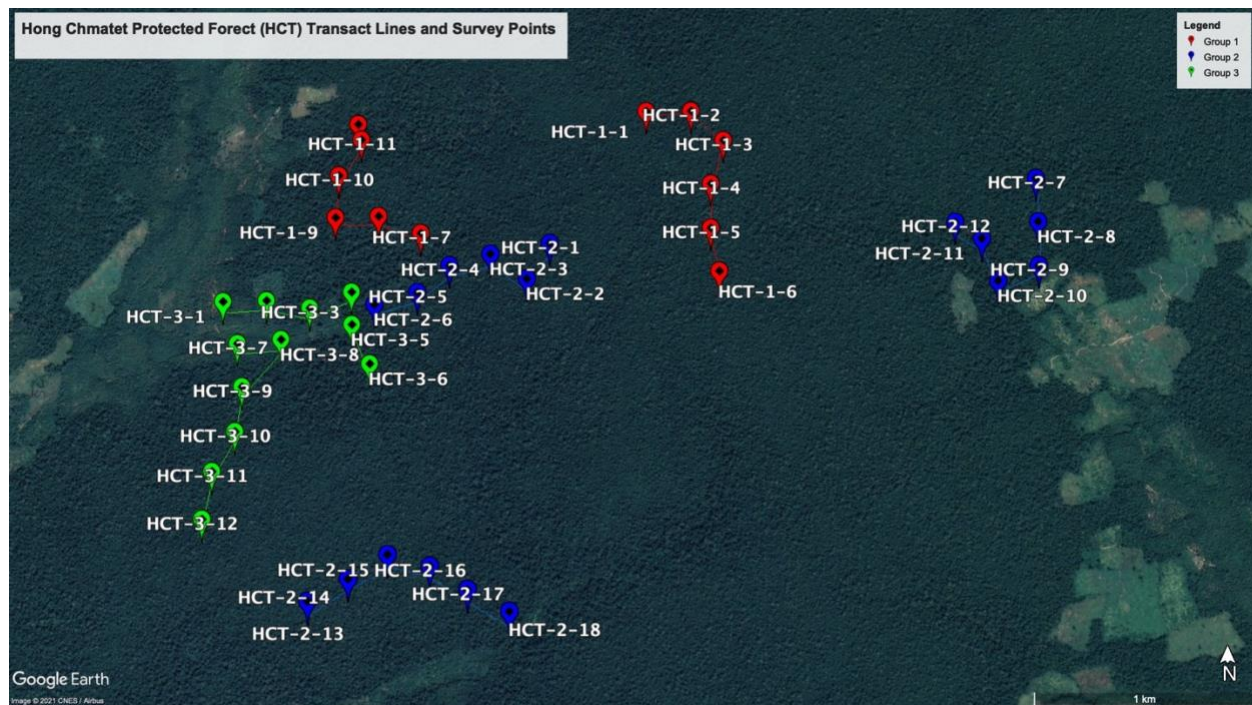 Hong Chmatet Protected Forect (HCT) Transact Lines and Survey Points
Legend
Group 1
Group 2
Group 3
HCT-1-2
HCT-1-1
HCT-1-11
HCT-1-3
HCT-1-10
HCT-1-4
HCT-2-7
HCT-1-9
HCT-1-7
HCT-1-5
HCT-2-12
HCT-2-8
HCT-2-11
HCT-2-1
HCT-2-4
HCT-2-3
HCT-2-9
HCT-2-2
HCT-1-6
HCT-2-10
HCT-2-5
HCT-3-1
HCT-3-3
HCT-2-6
HCT-3-5
HCT-3-7
HCT-3-8
HCT-3-6
HCT-3-9
HCT-3-10
HCT-3-11
HCT-3-12
HCT-2-15
HCT-2-16
HCT-2-14
HCT-2-17
HCT-2-13
HCT-2-18
Google Earth
Image © 2021 CNES / Airbus
N
1 km